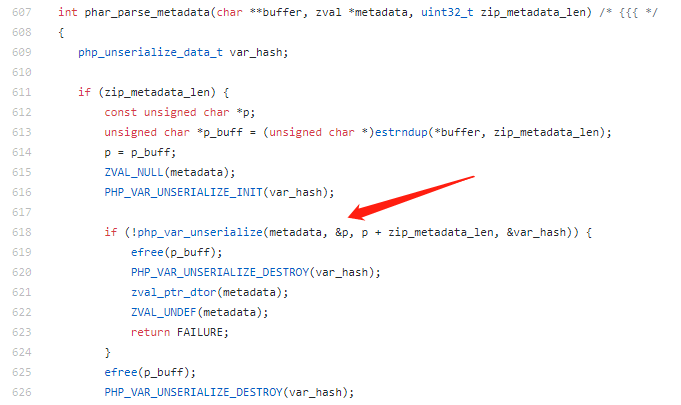 607 int phar_parse_metadata(char **buffer, zval *metadata, uint32_t zip_metadata_len) /* {{{ */
608 {
609 php_unserialize_data_t var_hash;
610
611 if (zip_metadata_len) {
612 const unsigned char *p;
613 unsigned char *p_buff = (unsigned char *)estrndup(*buffer, zip_metadata_len);
614 p = p_buff;
615 ZVAL_NULL(metadata);
616 PHP_VAR_UNSERIALIZE_INIT(var_hash);
617
618 if (!php_var_unserialize(metadata, &p, p + zip_metadata_len, &var_hash)) {
619 efree(p_buff);
620 PHP_VAR_UNSERIALIZE_DESTROY(var_hash);
621 zval_ptr_dtor(metadata);
622 ZVAL_UNDEF(metadata);
623 return FAILURE;
624 }
625 efree(p_buff);
626 PHP_VAR_UNSERIALIZE_DESTROY(var_hash);